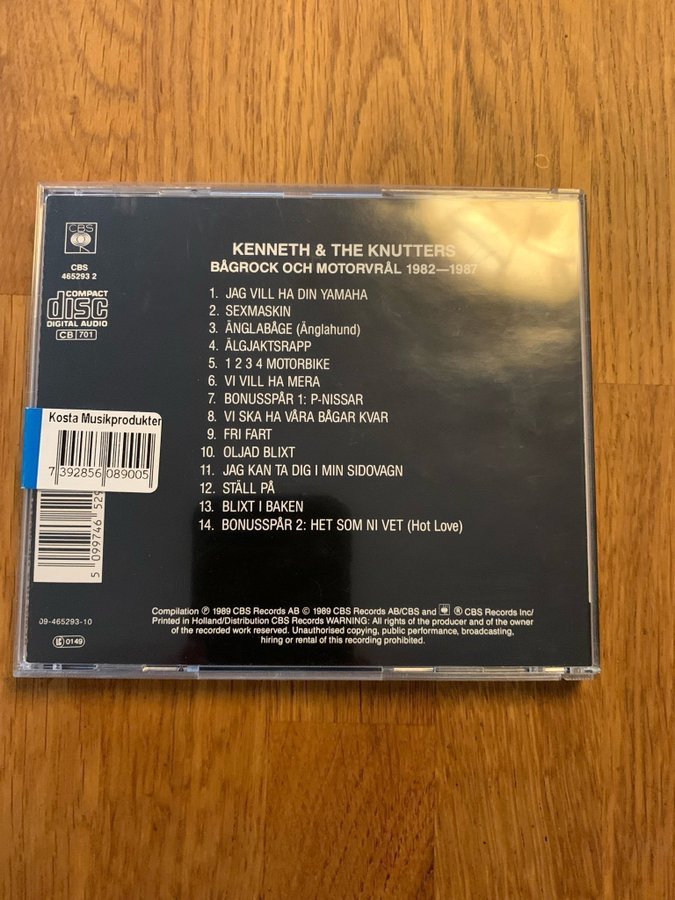 CBS
CBS
465293 2
COMPACT
disc
DIGITAL AUDIO
CB 701
KENNETH & THE KNUTTERS
BÅGROCK OCH MOTORVRÅL 1982—1987
1. JAG VILL HA DIN YAMAHA
2. SEXMASKIN
3. ÄNGLABÅGE (Änglahund)
4. ÄLGJAKTSRAPP
5. 1 2 3 4 MOTORBIKE
6. VI VILL HA MERA
7. BONUSSPÅR 1: P-NISSAR
8. VI SKA HA VÅRA BÅGAR KVAR
9. FRI FART
10. OLJAD BLIXT
11. JAG KAN TA DIG I MIN SIDOVAGN
12. STÄLL PÅ
13. BLIXT I BAKEN
14. BONUSSPÅR 2: HET SOM NI VET (Hot Love)
Kosta Musikprodukter
7 392856 089005
5 099746 529
09-465293-10
LC 0149
Compilation ℗ 1989 CBS Records AB © 1989 CBS Records AB/CBS and ® CBS Records Inc/
Printed in Holland/Distribution CBS Records WARNING: All rights of the producer and of the owner
of the recorded work reserved. Unauthorised copying, public performance, broadcasting,
hiring or rental of this recording prohibited.